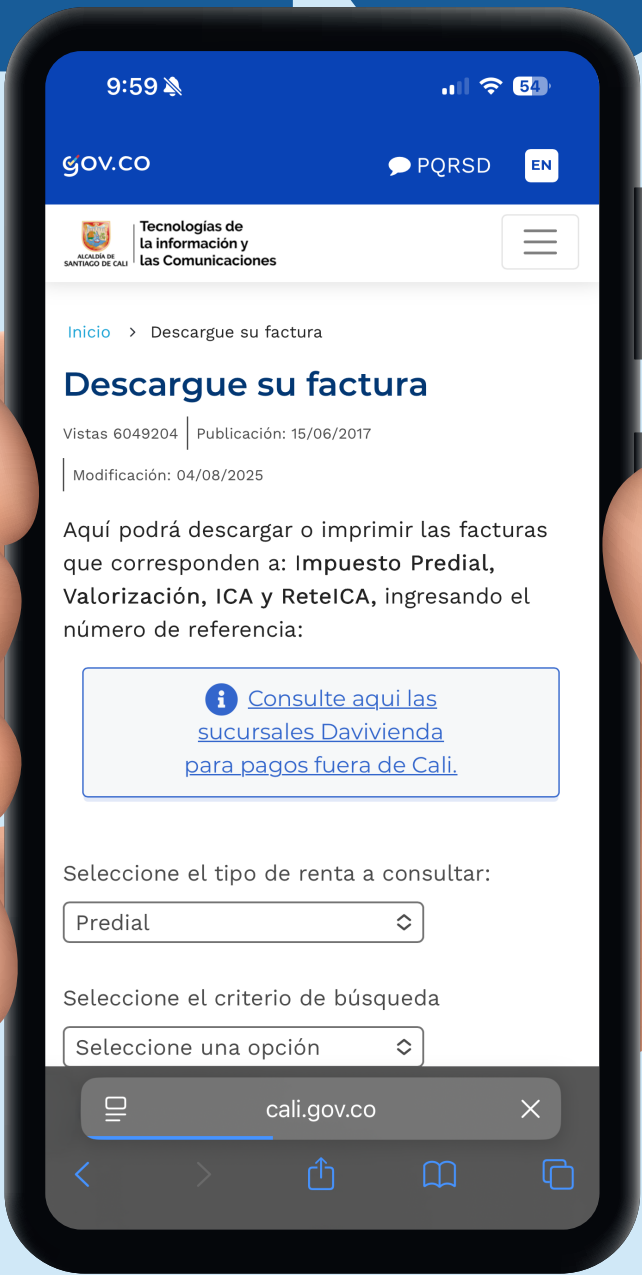 9:59
54
GOV.CO
PQRSD
EN
ALCALDÍA DE
SANTIAGO DE CALI
Tecnologías de
la información y
las Comunicaciones
Inicio > Descargue su factura
Descargue su factura
Vistas 6049204 | Publicación: 15/06/2017
| Modificación: 04/08/2025
Aquí podrá descargar o imprimir las facturas
que corresponden a: Impuesto Predial,
Valorización, ICA y ReteICA, ingresando el
número de referencia:
Consulte aqui las
sucursales Davivienda
para pagos fuera de Cali.
Seleccione el tipo de renta a consultar:
Predial
Seleccione el criterio de búsqueda
Seleccione una opción
cali.gov.co